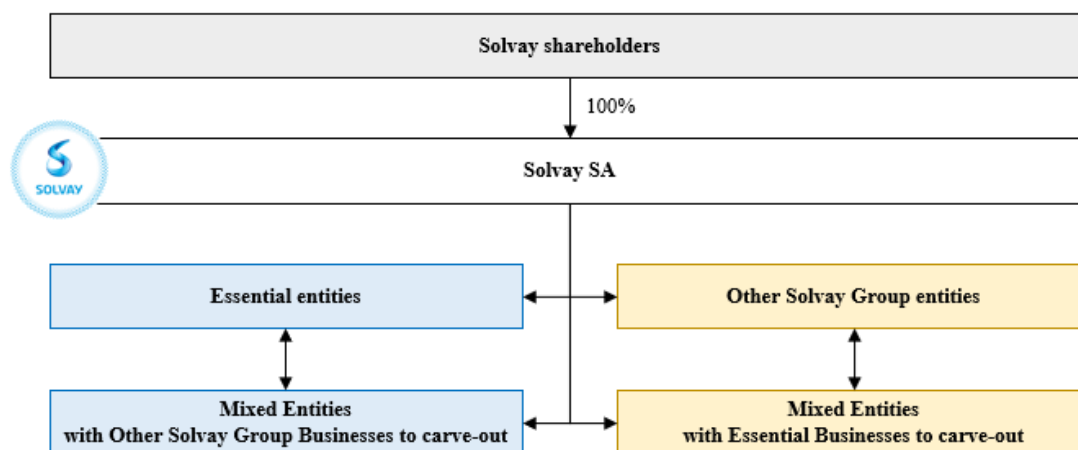 Solvay shareholders
100%
Solvay SA
SOLVAY
Essential entities
Other Solvay Group entities
Mixed Entities
with Other Solvay Group Businesses to carve-out
Mixed Entities
with Essential Businesses to carve-out